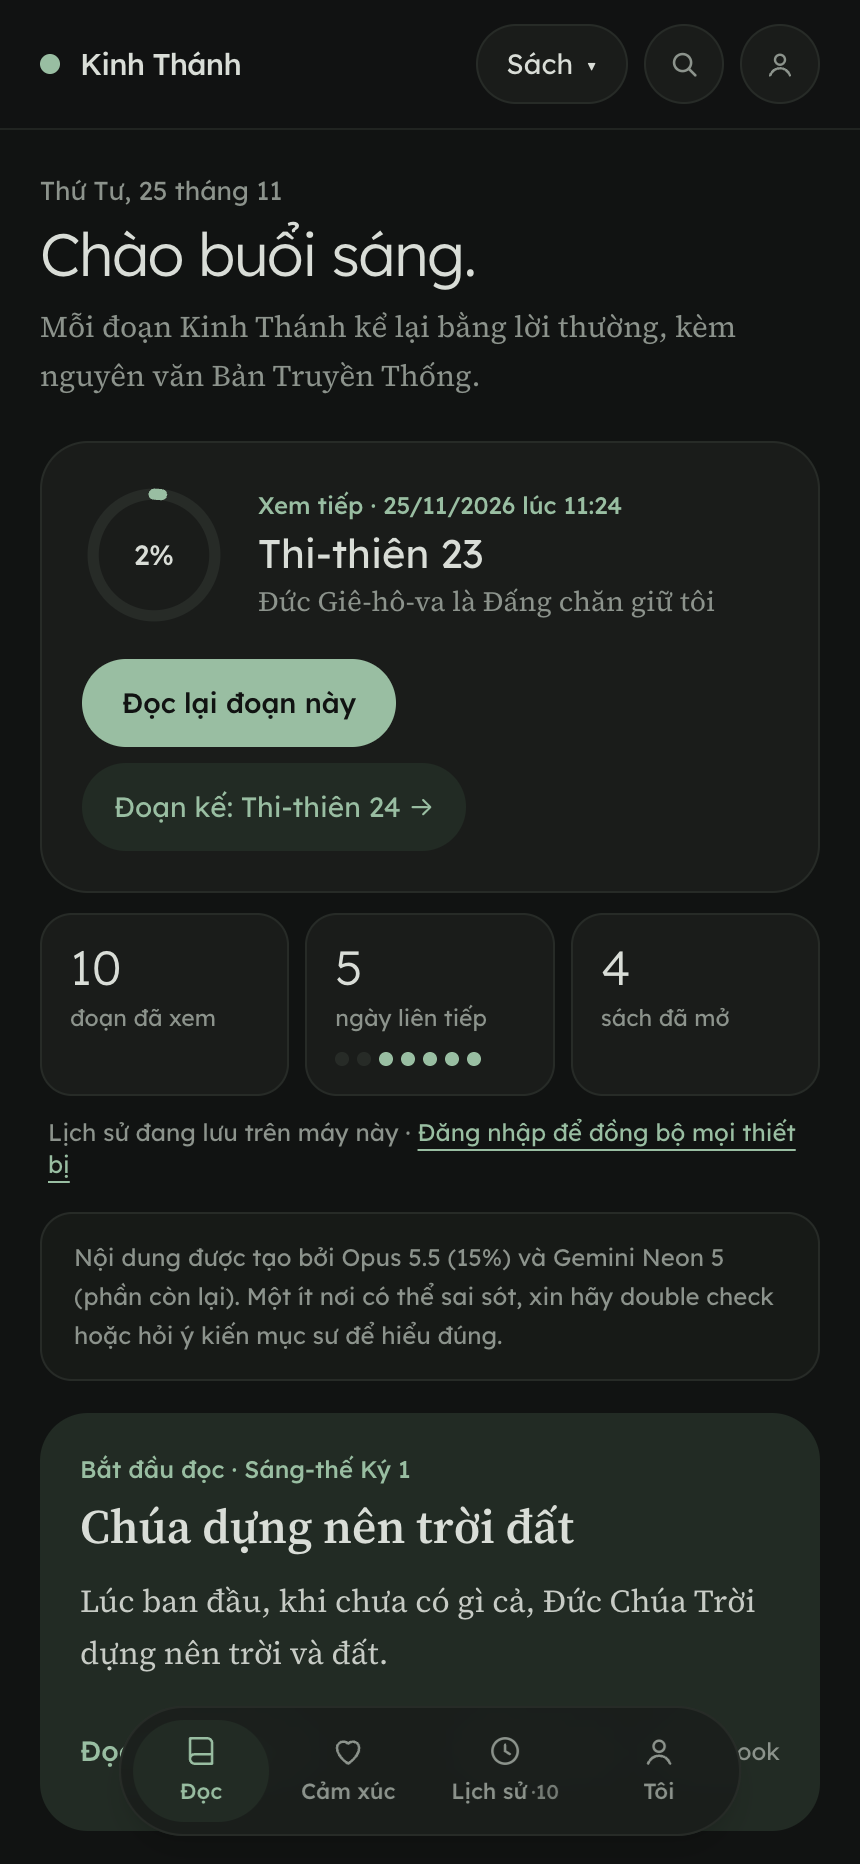 Kinh Thánh
Sách ▾
Thứ Tư, 25 tháng 11
Chào buổi sáng.
Mỗi đoạn Kinh Thánh kể lại bằng lời thường, kèm
nguyên văn Bản Truyền Thống.
2%
Xem tiếp · 25/11/2026 lúc 11:24
Thi-thiên 23
Đức Giê-hô-va là Đấng chăn giữ tôi
Đọc lại đoạn này
Đoạn kế: Thi-thiên 24 →
10
đoạn đã xem
5
ngày liên tiếp
4
sách đã mở
Lịch sử đang lưu trên máy này · Đăng nhập để đồng bộ mọi thiết
bị
Nội dung được tạo bởi Opus 5.5 (15%) và Gemini Neon 5
(phần còn lại). Một ít nơi có thể sai sót, xin hãy double check
hoặc hỏi ý kiến mục sư để hiểu đúng.
Bắt đầu đọc · Sáng-thế Ký 1
Chúa dựng nên trời đất
Lúc ban đầu, khi chưa có gì cả, Đức Chúa Trời
dựng nên trời và đất.
Đọc
Cảm xúc
Lịch sử ·10
Tôi